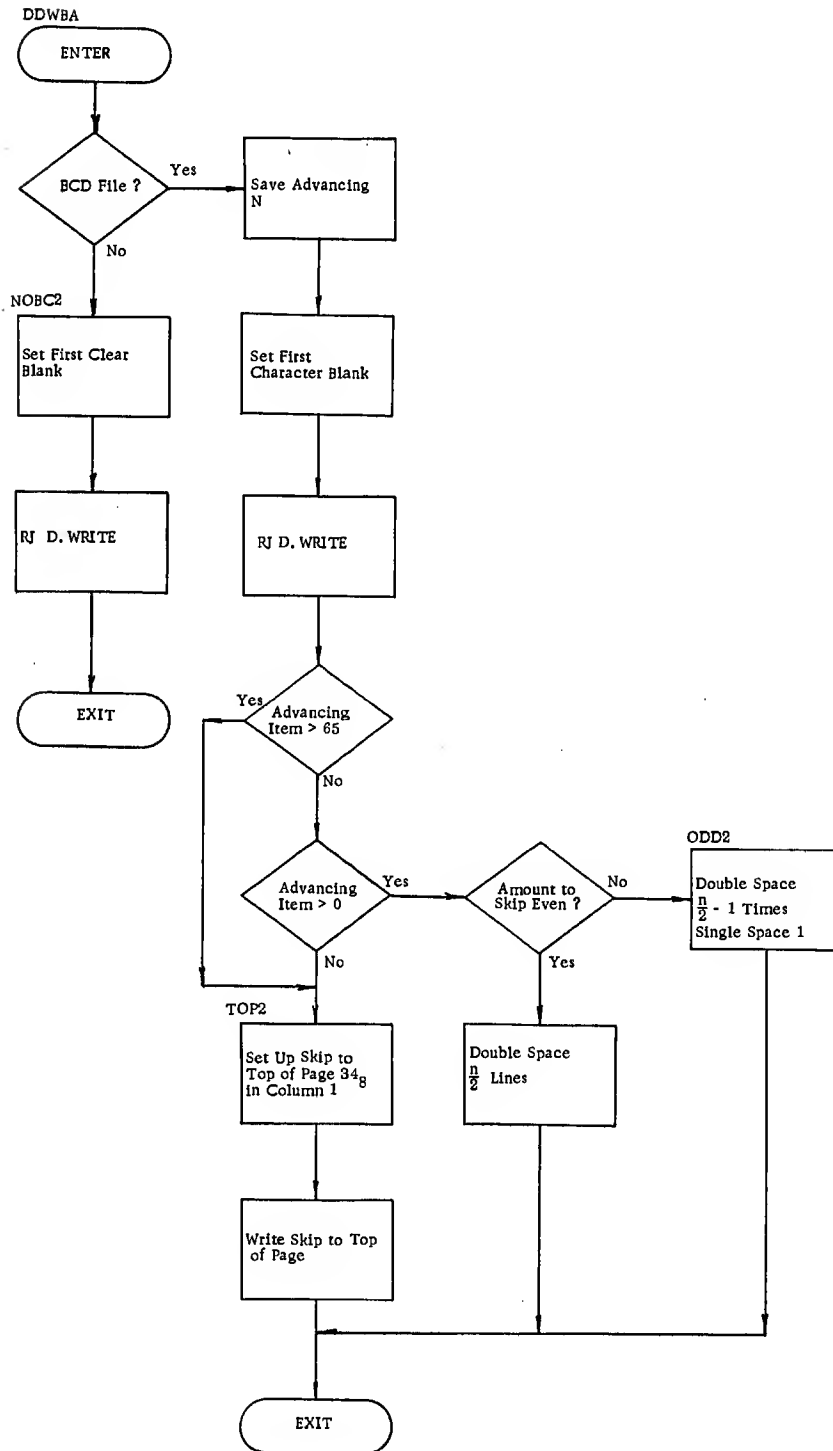 DDWBA
ENTER
BCD File ?
Yes
No
Save Advancing
N
NOBC2
Set First Clear
Blank
Set First
Character Blank
RJ D. WRITE
RJ D. WRITE
EXIT
Yes
Advancing
Item > 65
No
Advancing
Item > 0
Yes
No
Amount to
Skip Even ?
No
Yes
ODD2
Double Space
n/2 - 1 Times
Single Space 1
TOP2
Set Up Skip to
Top of Page 34₈
in Column 1
Double Space
n/2 Lines
Write Skip to Top
of Page
EXIT